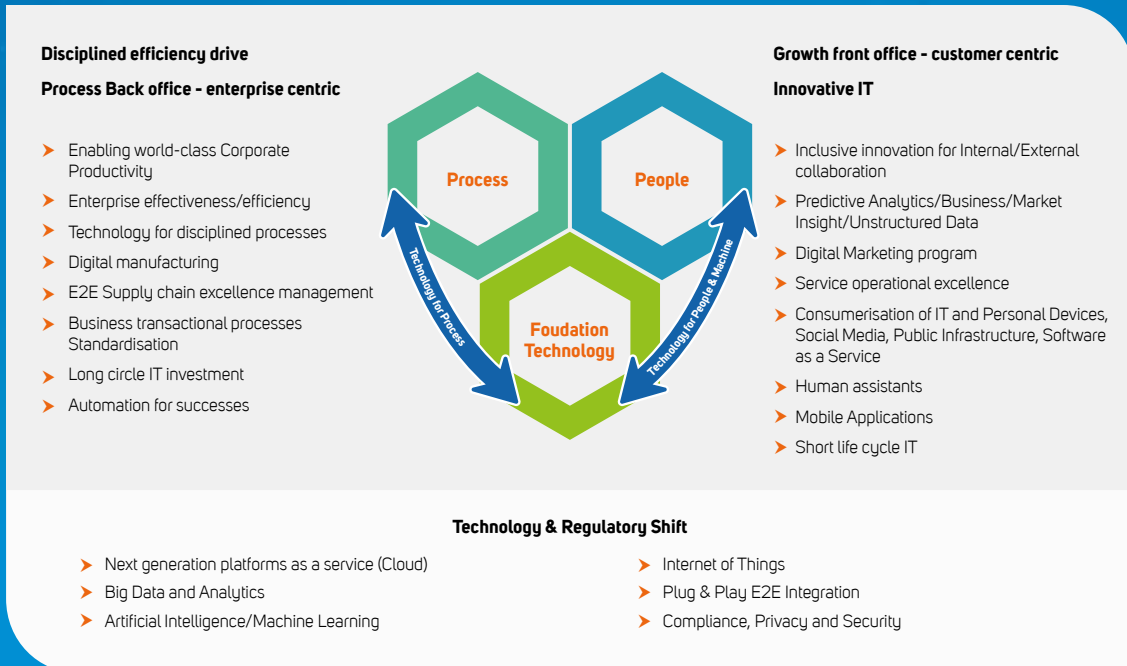 Disciplined efficiency drive
Process Back office - enterprise centric
Enabling world-class Corporate
Productivity
Enterprise effectiveness/efficiency
Technology for disciplined processes
Digital manufacturing
E2E Supply chain excellence management
Business transactional processes
Standardisation
Long circle IT investment
Automation for successes
Process
People
Foudation
Technology
Technology for Process
Technology for People & Machine
Growth front office - customer centric
Innovative IT
Inclusive innovation for Internal/External
collaboration
Predictive Analytics/Business/Market
Insight/Unstructured Data
Digital Marketing program
Service operational excellence
Consumerisation of IT and Personal Devices,
Social Media, Public Infrastructure, Software
as a Service
Human assistants
Mobile Applications
Short life cycle IT
Technology & Regulatory Shift
Next generation platforms as a service (Cloud)
Big Data and Analytics
Artificial Intelligence/Machine Learning
Internet of Things
Plug & Play E2E Integration
Compliance, Privacy and Security